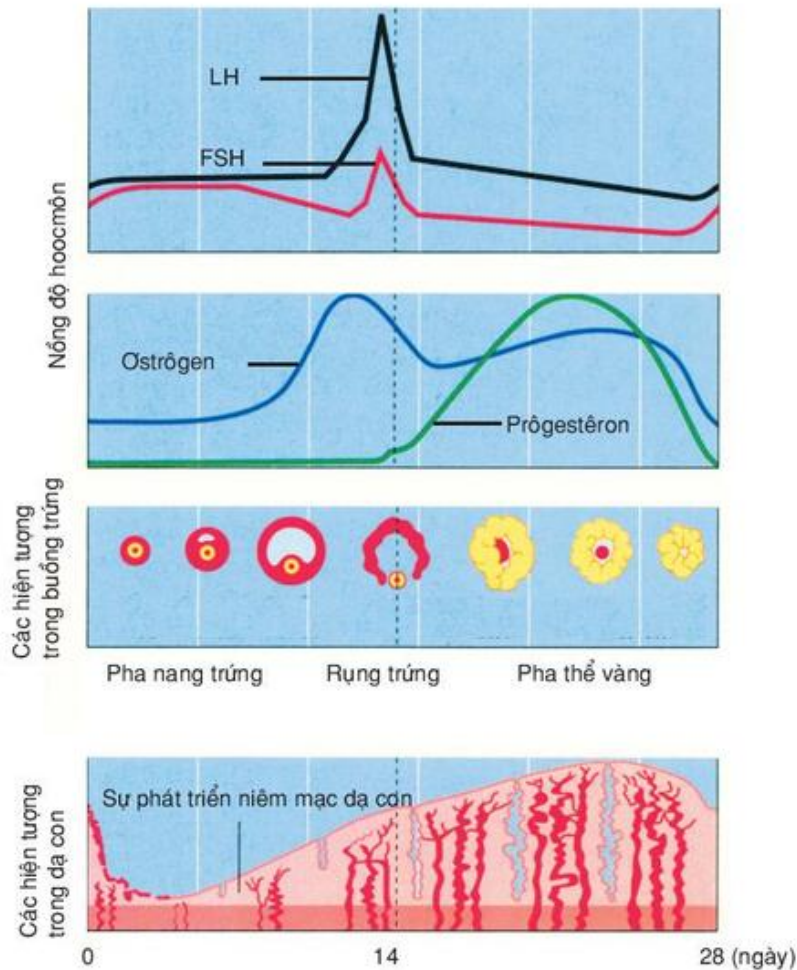 LH
FSH
Nồng độ hoocmôn
Ơstrôgen
Prôgestêron
Các hiện tượng
trong buồng trứng
Pha nang trứng
Rụng trứng
Pha thể vàng
Sự phát triển niêm mạc dạ con
Các hiện tượng
trong dạ con
0
14
28 (ngày)